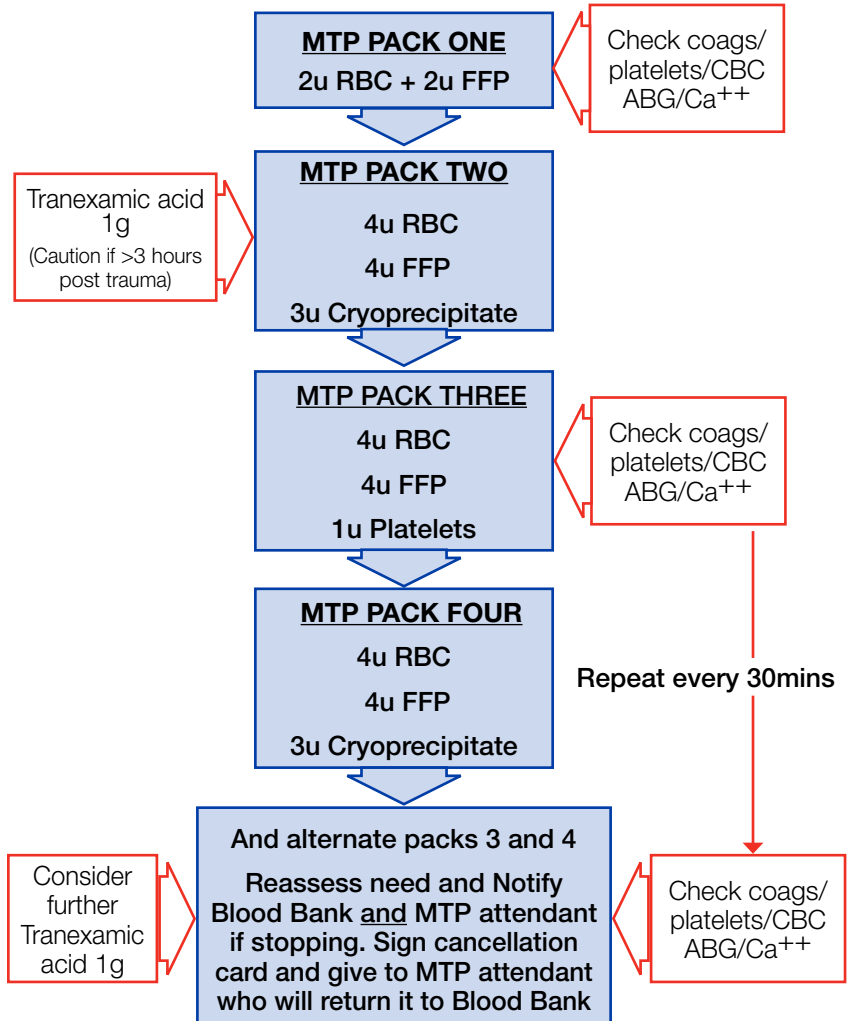 MTP PACK ONE
2u RBC + 2u FFP
Check coags/
platelets/CBC
ABG/Ca++
MTP PACK TWO
4u RBC
4u FFP
3u Cryoprecipitate
Tranexamic acid
1g
(Caution if >3 hours
post trauma)
MTP PACK THREE
4u RBC
4u FFP
1u Platelets
Check coags/
platelets/CBC
ABG/Ca++
MTP PACK FOUR
4u RBC
4u FFP
3u Cryoprecipitate
Repeat every 30mins
And alternate packs 3 and 4
Reassess need and Notify
Blood Bank and MTP attendant
if stopping. Sign cancellation
card and give to MTP attendant
who will return it to Blood Bank
Consider
further
Tranexamic
acid 1g
Check coags/
platelets/CBC
ABG/Ca++